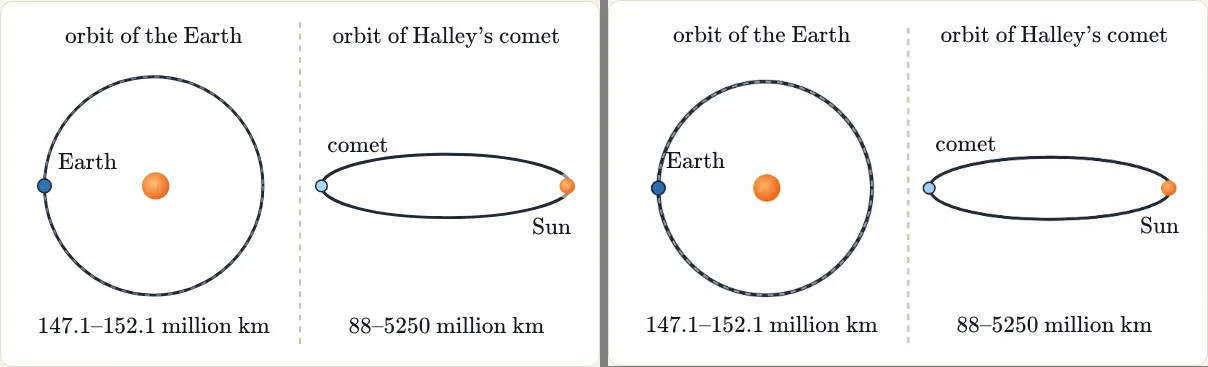 orbit of the Earth
orbit of Halley’s comet
comet
Earth
Sun
147.1–152.1 million km
88–5250 million km
orbit of the Earth
orbit of Halley’s comet
comet
Earth
Sun
147.1–152.1 million km
88–5250 million km